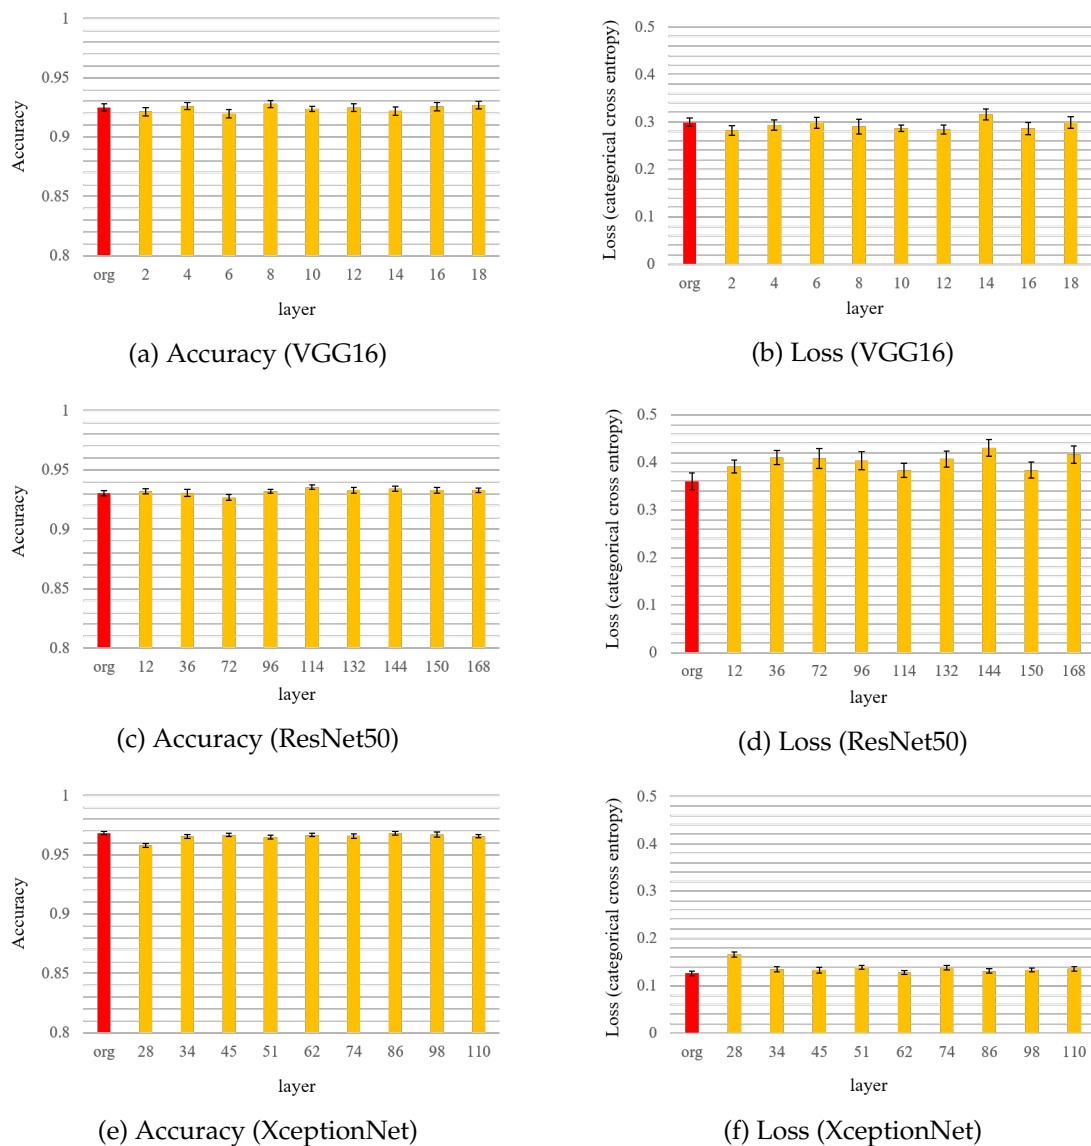 1
0.95
0.9
0.85
0.8
Accuracy
org 2 4 6 8 10 12 14 16 18
layer
(a) Accuracy (VGG16)
0.5
0.4
0.3
0.2
0.1
0
Loss (categorical cross entropy)
org 2 4 6 8 10 12 14 16 18
layer
(b) Loss (VGG16)
1
0.95
0.9
0.85
0.8
Accuracy
org 12 36 72 96 114 132 144 150 168
layer
(c) Accuracy (ResNet50)
0.5
0.4
0.3
0.2
0.1
0
Loss (categorical cross entropy)
org 12 36 72 96 114 132 144 150 168
layer
(d) Loss (ResNet50)
1
0.95
0.9
0.85
0.8
Accuracy
org 28 34 45 51 62 74 86 98 110
layer
(e) Accuracy (XceptionNet)
0.5
0.4
0.3
0.2
0.1
0
Loss (categorical cross entropy)
org 28 34 45 51 62 74 86 98 110
layer
(f) Loss (XceptionNet)